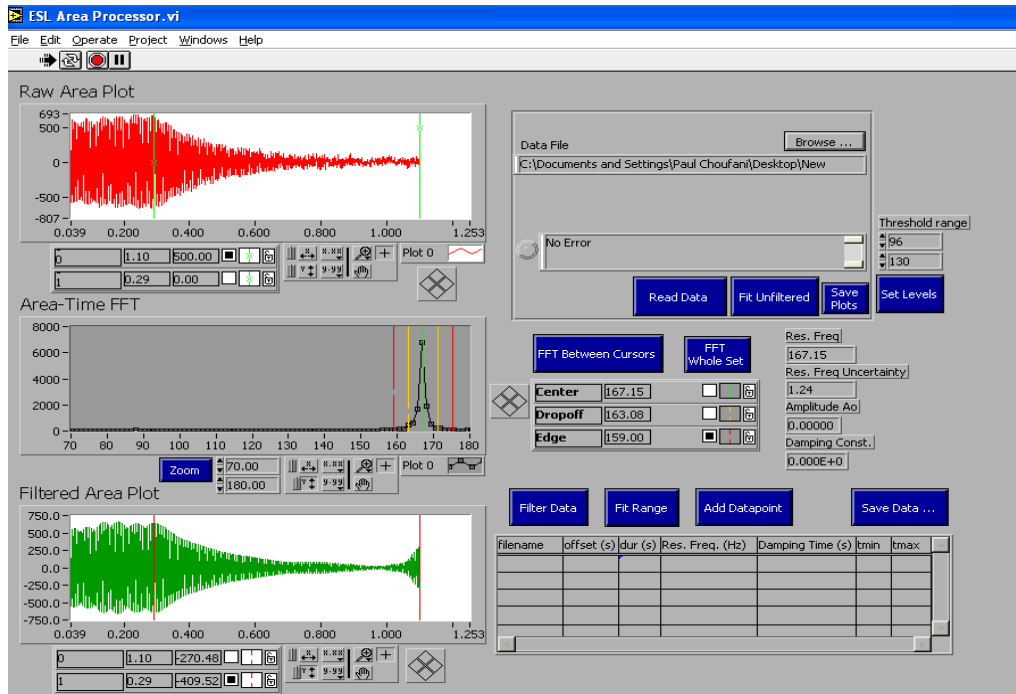 ESL Area Processor.vi
File Edit Operate Project Windows Help
Raw Area Plot
693
500
0
-500
-807
0.039 0.200 0.400 0.600 0.800 1.000 1.253
0 1.10 500.00
1 0.29 0.00
Plot 0
Data File
Browse ...
C:\Documents and Settings\Paul Choufani\Desktop\New
No Error
Threshold range
96
130
Read Data
Fit Unfiltered
Save Plots
Set Levels
Area-Time FFT
8000
6000
4000
2000
0
70 80 90 100 110 120 130 140 150 160 170 180
Zoom
70.00
180.00
Plot 0
FFT Between Cursors
FFT Whole Set
Center 167.15
Dropoff 163.08
Edge 159.00
Res. Freq
167.15
Res. Freq Uncertainty
1.24
Amplitude Ao
0.00000
Damping Const.
0.000E+0
Filtered Area Plot
750.0
500.0
250.0
0.0
-250.0
-500.0
-750.0
0.039 0.200 0.400 0.600 0.800 1.000 1.253
0 1.10 -270.48
1 0.29 -409.52
Filter Data
Fit Range
Add Datapoint
Save Data ...
filename offset (s) dur (s) Res. Freq. (Hz) Damping Time (s) tmin tmax